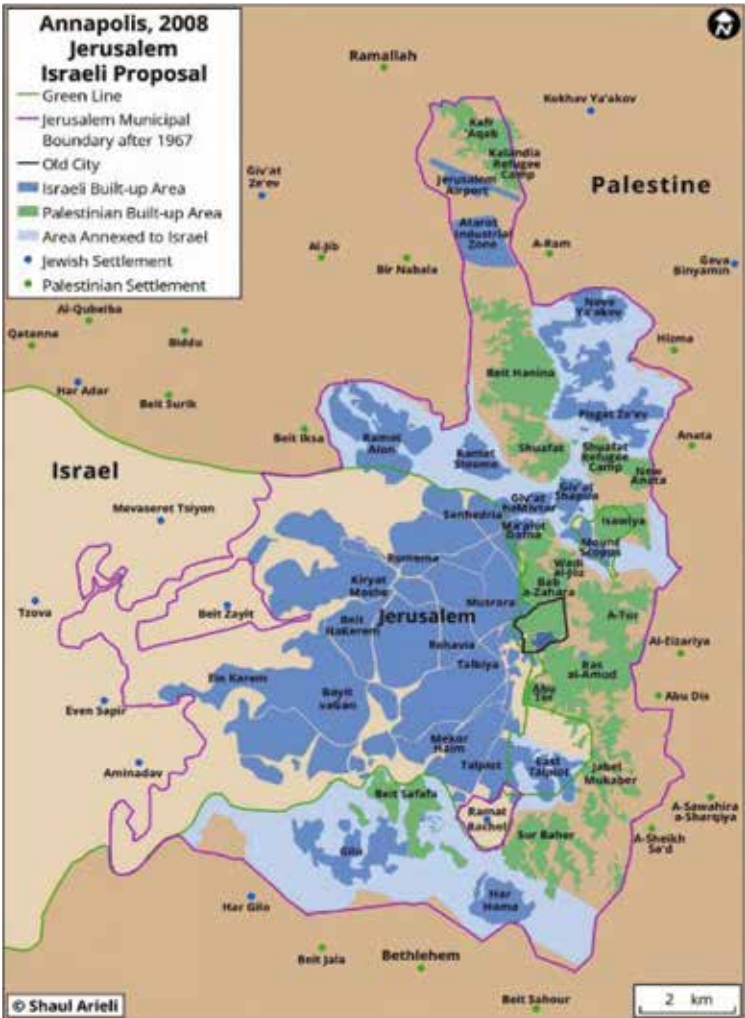 Annapolis, 2008
Jerusalem
Israeli Proposal
Green Line
Jerusalem Municipal
Boundary after 1967
Old City
Israeli Built-up Area
Palestinian Built-up Area
Area Annexed to Israel
Jewish Settlement
Palestinian Settlement
N
Ramallah
Kokhav Ya'akov
Kafr
'Aqab
Kalandia
Refugee
Camp
Jerusalem
Airport
Giv'at
Ze'ev
Palestine
Atarot
Industrial
Zone
A-Ram
Al-Jib
Bir Nabala
Geva
Binyamin
Al-Qubeiba
Neve
Ya'akov
Qatanna
Biddu
Hizma
Beit Hanina
Har Adar
Beit Surik
Pisgat Ze'ev
Beit Iksa
Ramat
Alon
Ramat
Shlomo
Shuafat
Shuafat
Refugee
Camp
Anata
New
Anata
Israel
Giv'at
Shapira
Giv'at
HaMivtar
Sanhedria
Ma'alot
Dafna
Isawiya
Mevaseret Tsiyon
Mound
Scopus
Romema
Wadi
al-Joz
Kiryat
Moshe
Bab
a-Zahara
Tzova
Beit Zayit
Musrara
Beit
HaKerem
Jerusalem
A-Tur
Rehavia
Al-Eizariya
Talbiya
Ras
al-Amud
Ein Karem
Bayit
vaGan
Abu
Tor
Abu Dis
Even Sapir
Mekor
Haim
Aminadav
Talpiot
East
Talpiot
Jabel
Mukaber
Beit Safafa
A-Sawahira
a-Sharqiya
Ramat
Rachel
Sur Baher
A-Sheikh
Sa'd
Gilo
Har
Homa
Har Gilo
Beit Jala
Bethlehem
Beit Sahour
2 km
© Shaul Arieli